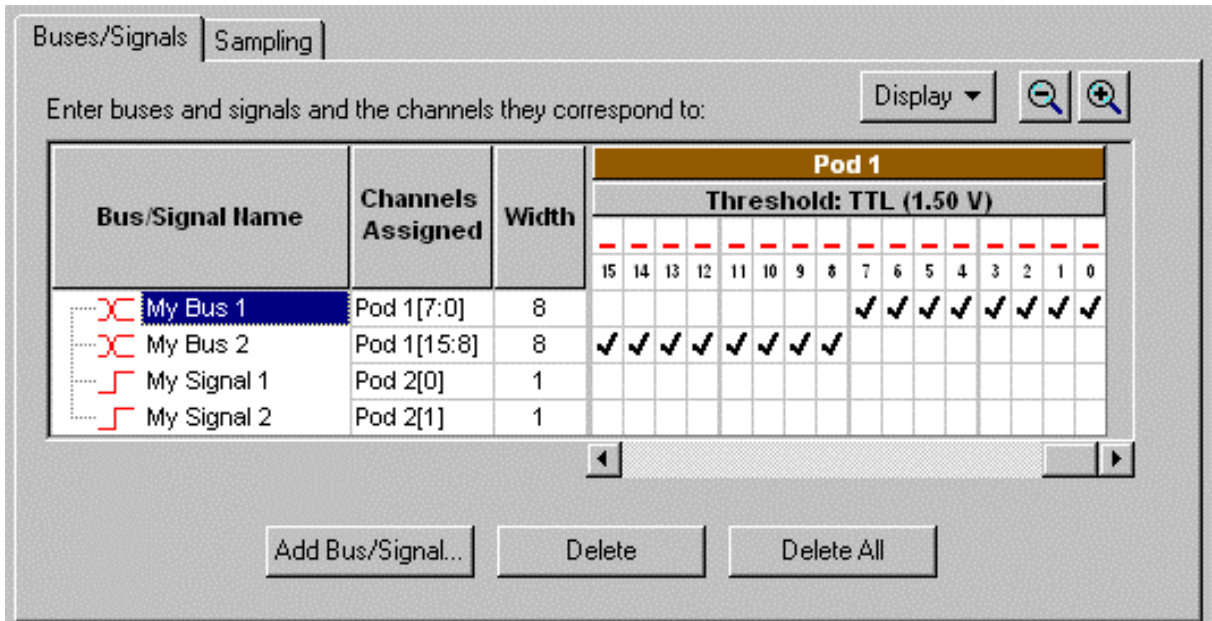 Buses/Signals Sampling
Enter buses and signals and the channels they correspond to: Display
Bus/Signal Name Channels Assigned Width Pod 1
Threshold: TTL (1.50 V)
15 14 13 12 11 10 9 8 7 6 5 4 3 2 1 0
My Bus 1 Pod 1[7:0] 8
My Bus 2 Pod 1[15:8] 8
My Signal 1 Pod 2[0] 1
My Signal 2 Pod 2[1] 1
Add Bus/Signal... Delete Delete All